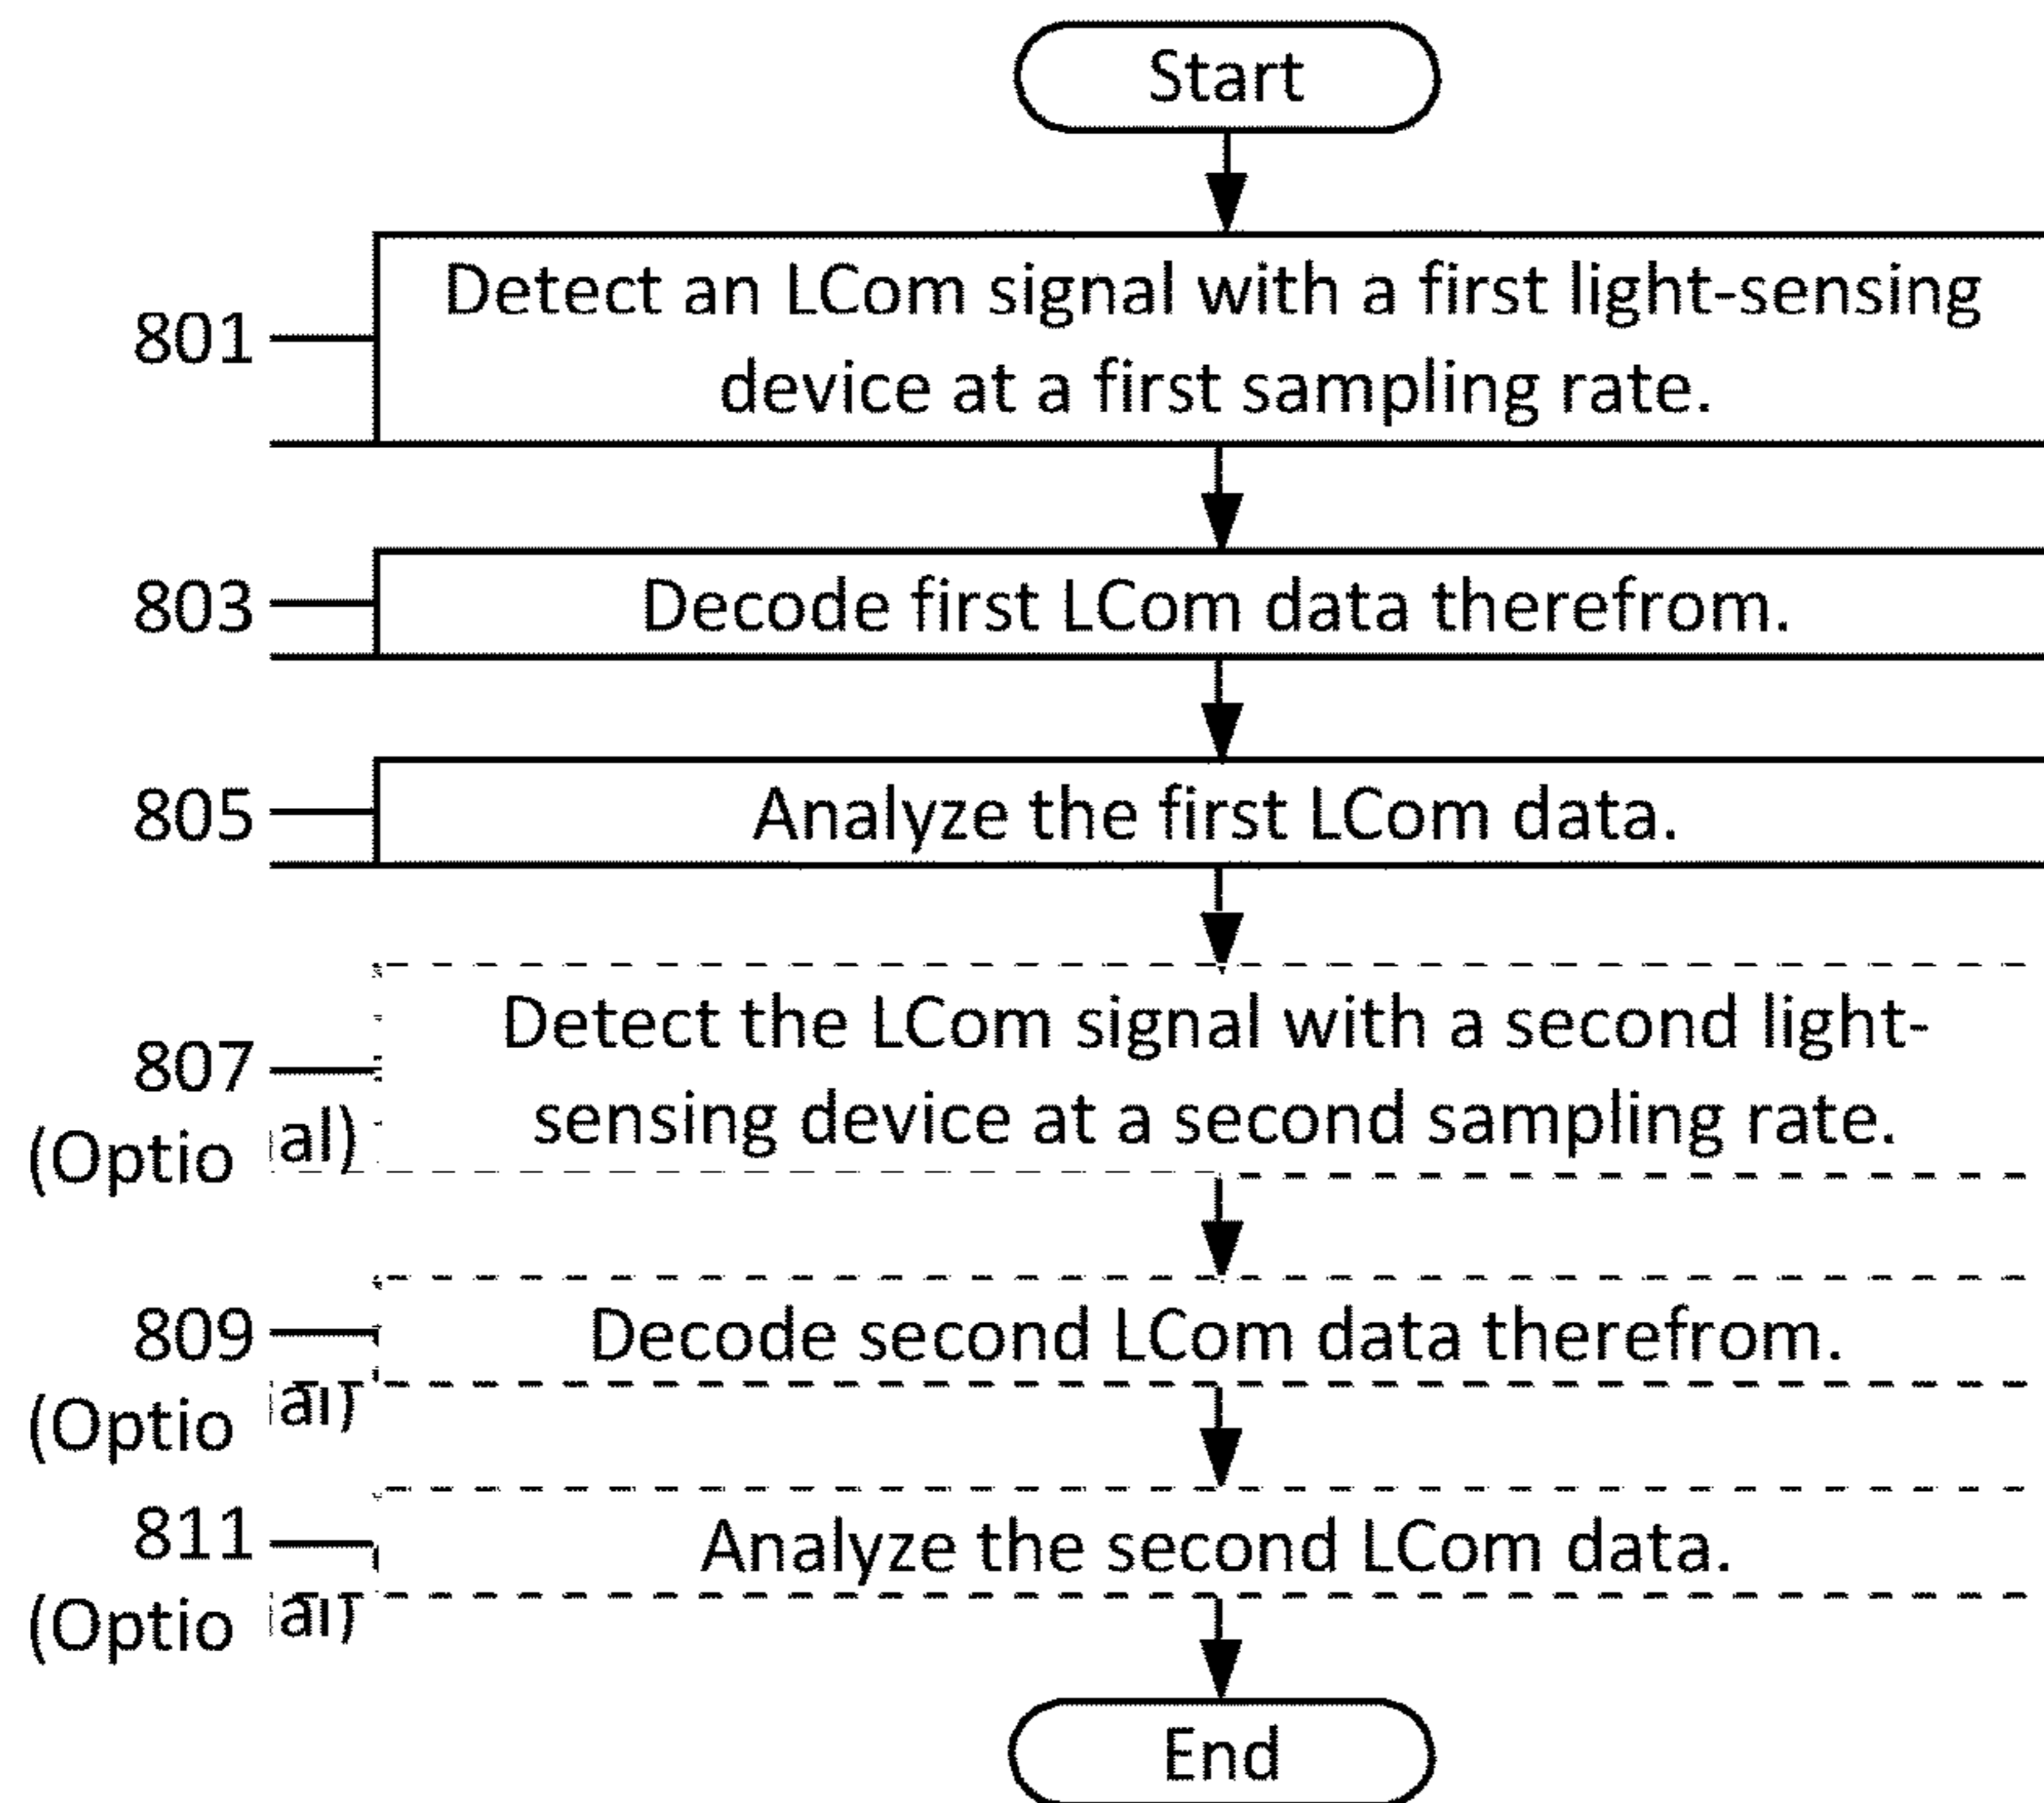 Start
801
Detect an LCom signal with a first light-sensing
device at a first sampling rate.
803
Decode first LCom data therefrom.
805
Analyze the first LCom data.
807
(Optio al)
Detect the LCom signal with a second light-
sensing device at a second sampling rate.
809
(Optio al)
Decode second LCom data therefrom.
811
(Optio al)
Analyze the second LCom data.
End